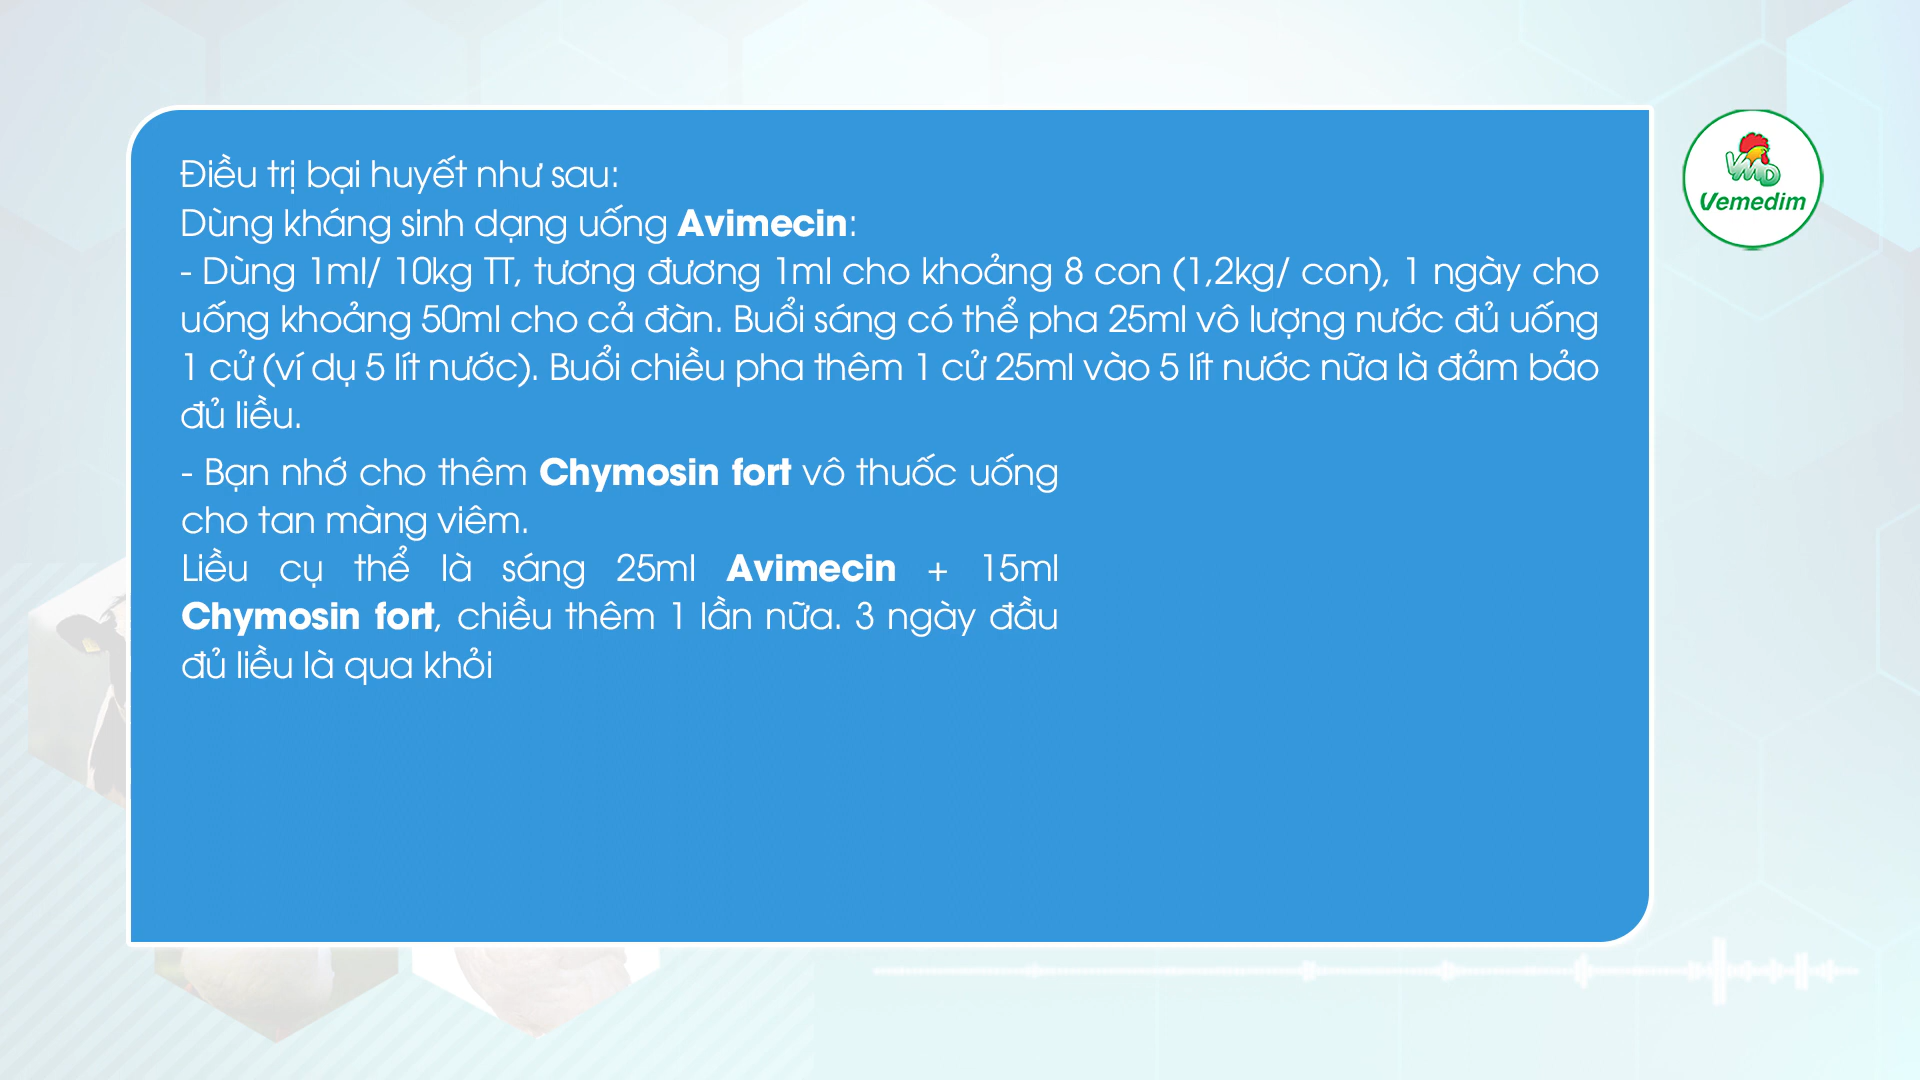 Điều trị bại huyết như sau:
Dùng kháng sinh dạng uống Avimecin:
- Dùng 1ml/ 10kg TT, tương đương 1ml cho khoảng 8 con (1,2kg/ con), 1 ngày cho
uống khoảng 50ml cho cả đàn. Buổi sáng có thể pha 25ml vô lượng nước đủ uống
1 cử (ví dụ 5 lít nước). Buổi chiều pha thêm 1 cử 25ml vào 5 lít nước nữa là đảm bảo
đủ liều.
- Bạn nhớ cho thêm Chymosin fort vô thuốc uống
cho tan màng viêm.
Liều cụ thể là sáng 25ml Avimecin + 15ml
Chymosin fort, chiều thêm 1 lần nữa. 3 ngày đầu
đủ liều là qua khỏi
VMD
Vemedim